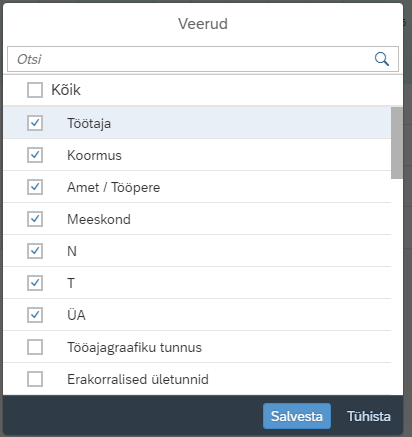 Veerud
Otsi
Kõik
Töötaja
Koormus
Amet / Tööpere
Meeskond
N
T
ÜA
Tööajagraafiku tunnus
Erakorralised ületunnid
Salvesta Tühista